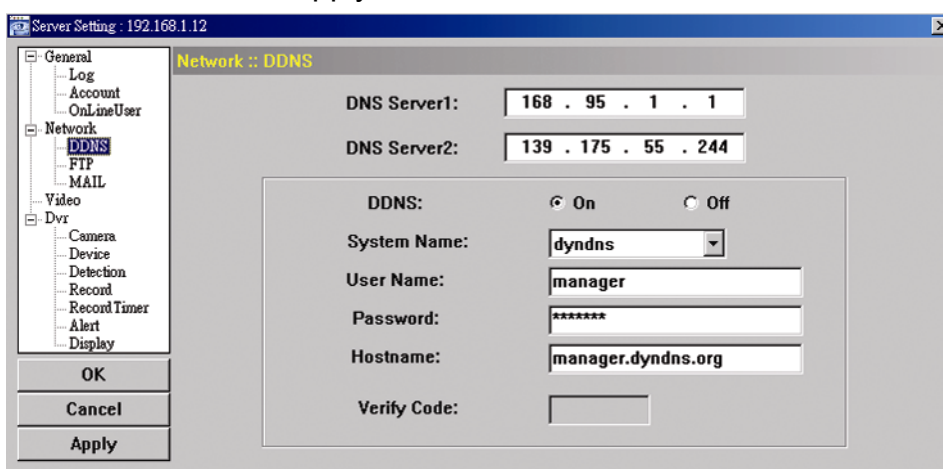 Apply
Server Setting : 192.168.1.12
General
Log
Account
OnLineUser
Network
DDNS
FTP
MAIL
Video
Dvr
Camera
Device
Detection
Record
Record Timer
Alert
Display
OK
Cancel
Apply
Network :: DDNS
DNS Server1: 168 . 95 . 1 . 1
DNS Server2: 139 . 175 . 55 . 244
DDNS: On Off
System Name: dyndns
User Name: manager
Password: *******
Hostname: manager.dyndns.org
Verify Code: